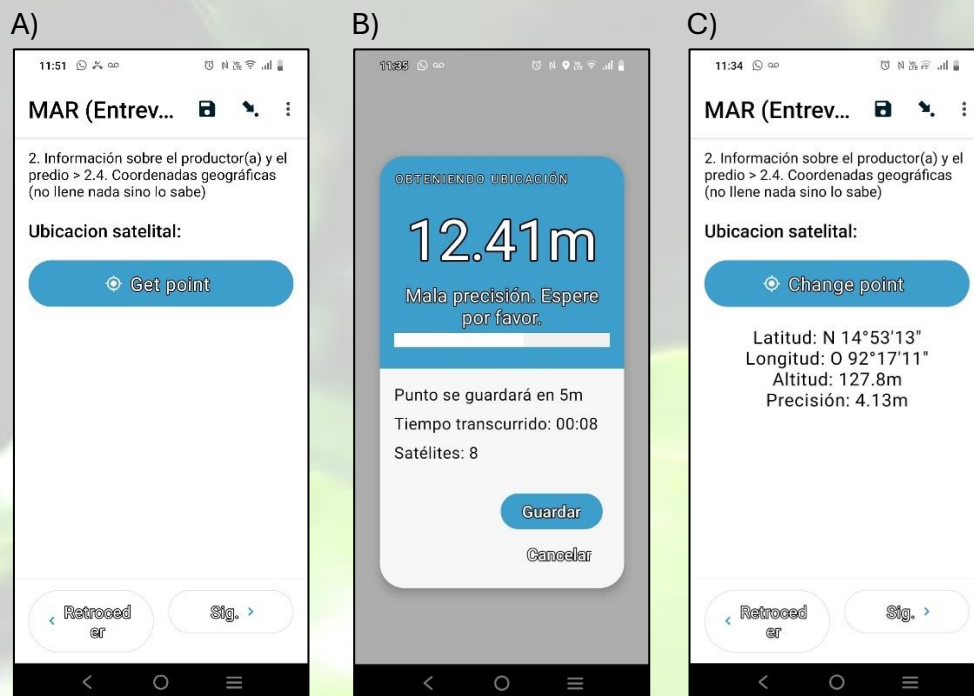 A)
11:51
MAR (Entrev...
2. Información sobre el productor(a) y el
predio > 2.4. Coordenadas geográficas
(no llene nada sino lo sabe)
Ubicacion satelital:
Get point
< Retroced
er
Sig. >
B)
11:35
OBTENIENDO UBICACIÓN
12.41m
Mala precisión. Espere
por favor.
Punto se guardará en 5m
Tiempo transcurrido: 00:08
Satélites: 8
Guardar
Cancelar
C)
11:34
MAR (Entrev...
2. Información sobre el productor(a) y el
predio > 2.4. Coordenadas geográficas
(no llene nada sino lo sabe)
Ubicacion satelital:
Change point
Latitud: N 14°53'13"
Longitud: O 92°17'11"
Altitud: 127.8m
Precisión: 4.13m
< Retroced
er
Sig. >